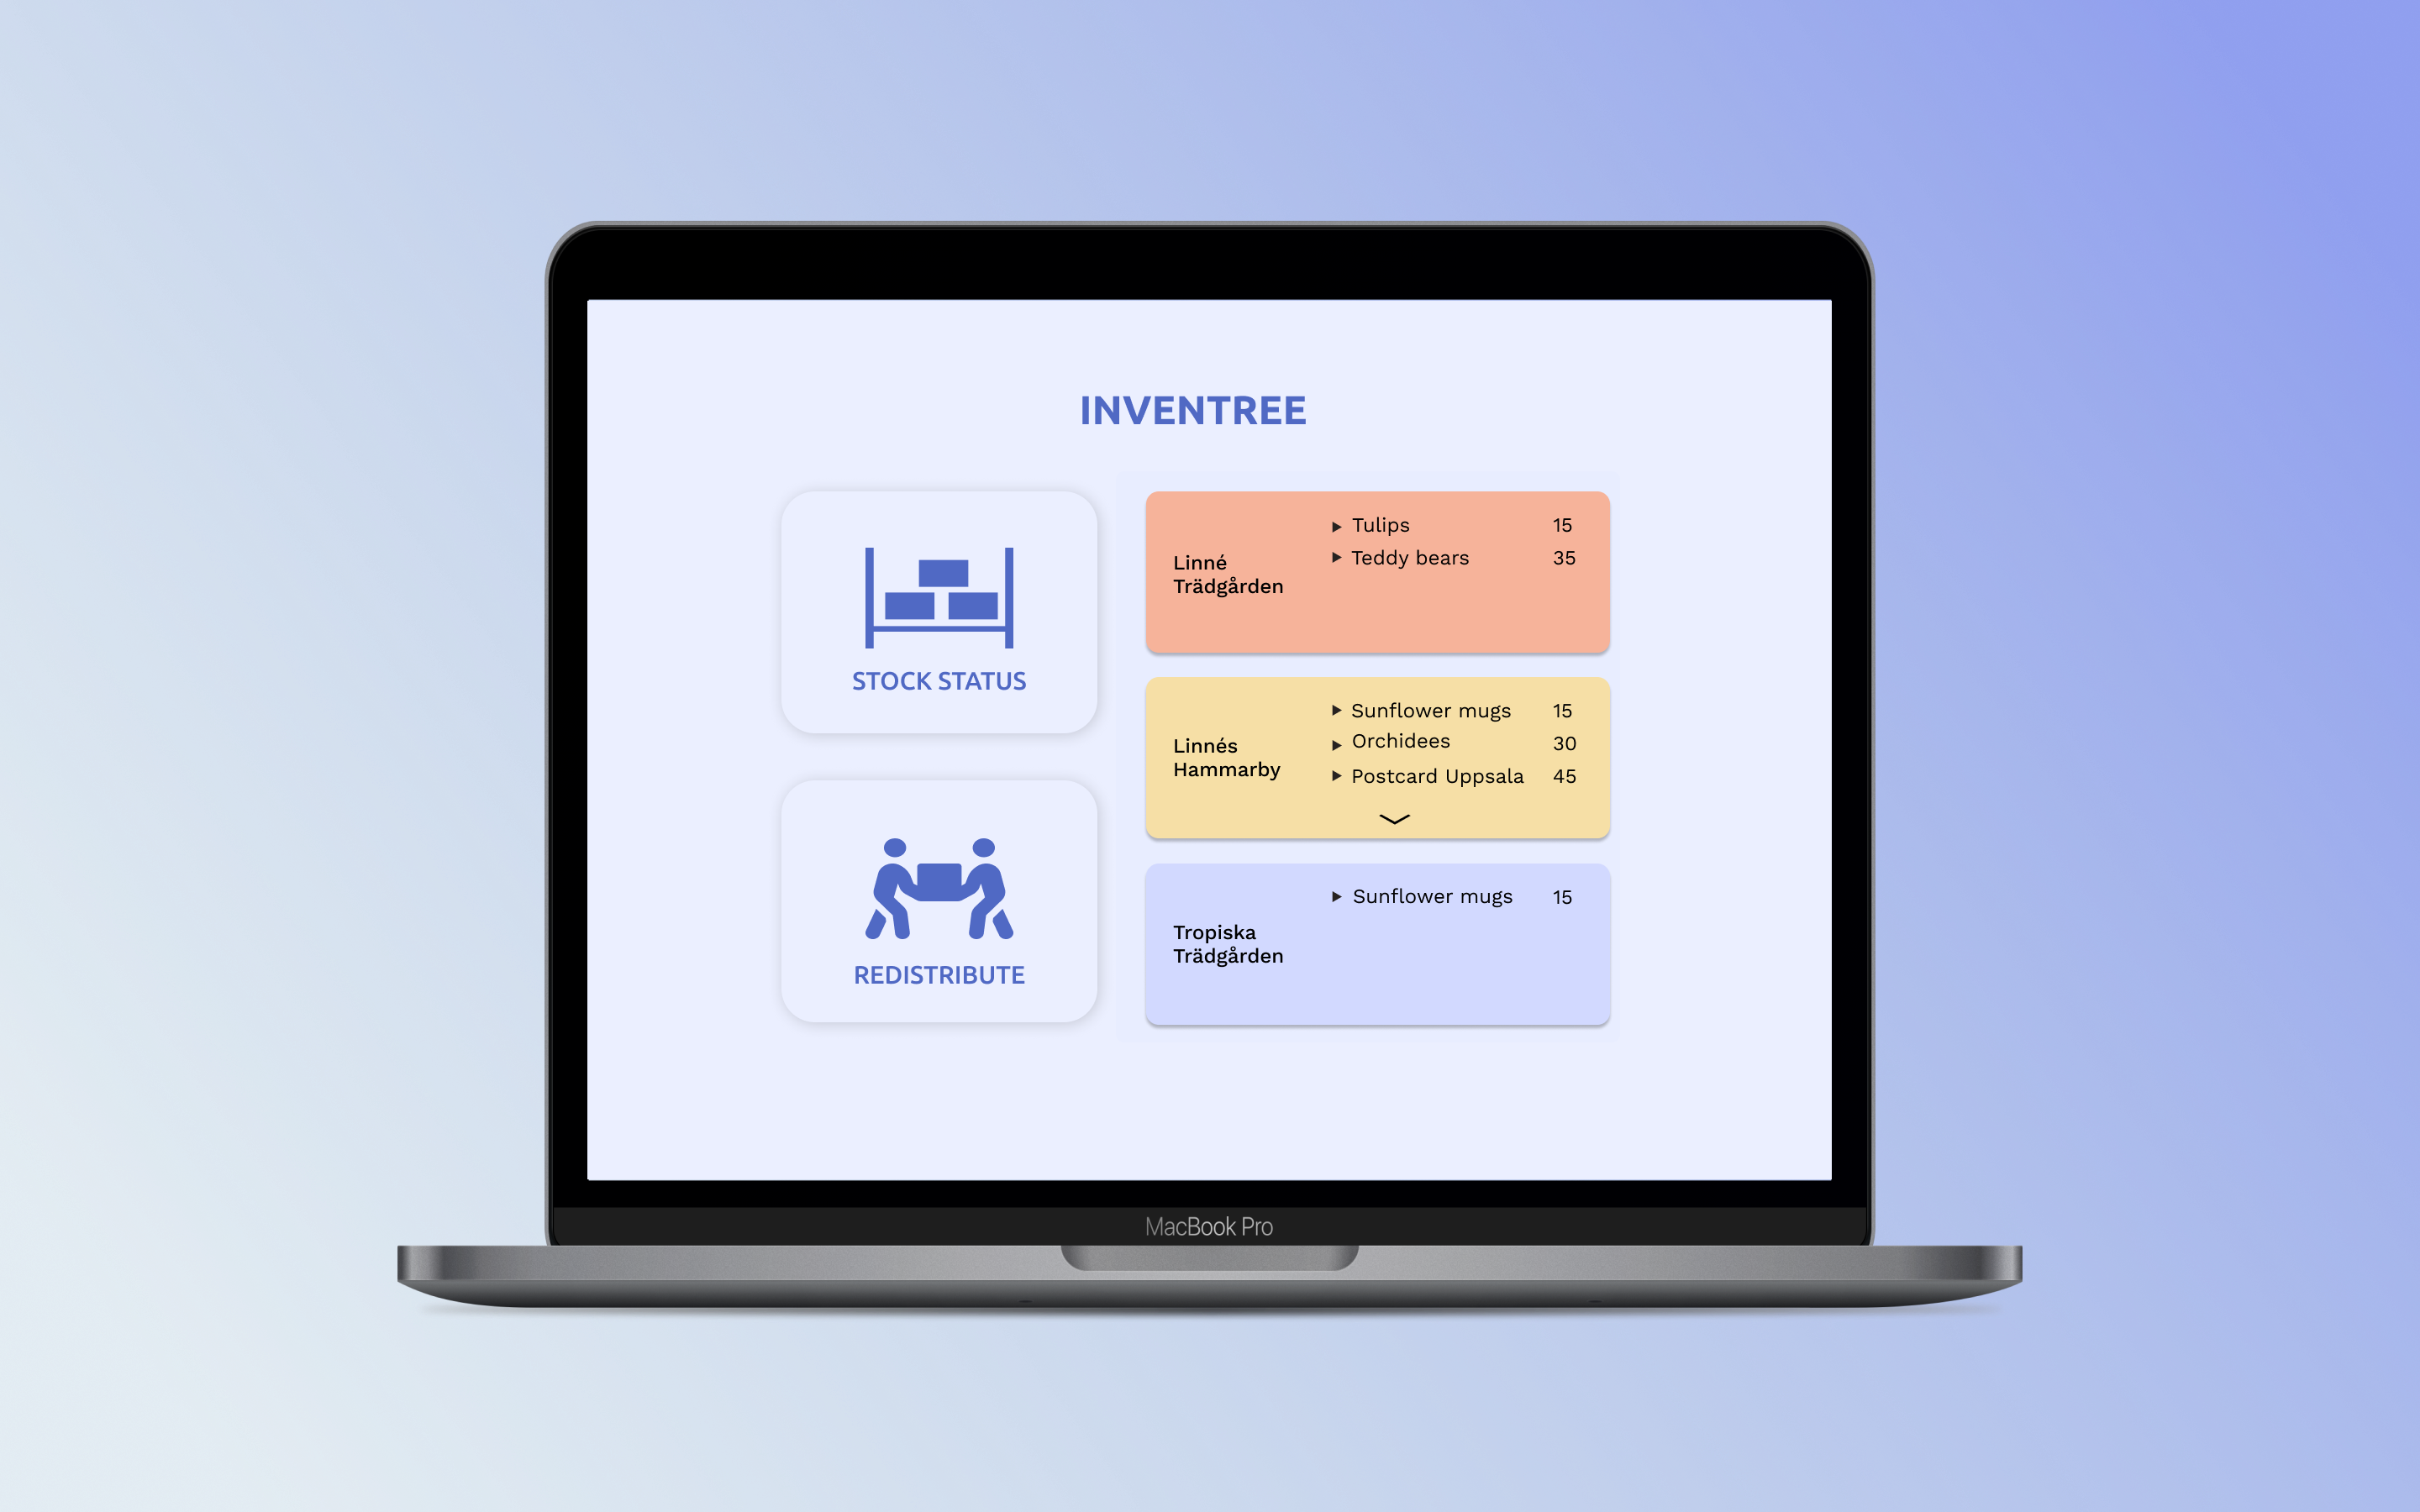 INVENTREE
STOCK STATUS
REDISTRIBUTE
Linné
Trädgården
Tulips 15
Teddy bears 35
Linnés
Hammarby
Sunflower mugs 15
Orchidees 30
Postcard Uppsala 45
Tropiska
Trädgården
Sunflower mugs 15
MacBook Pro